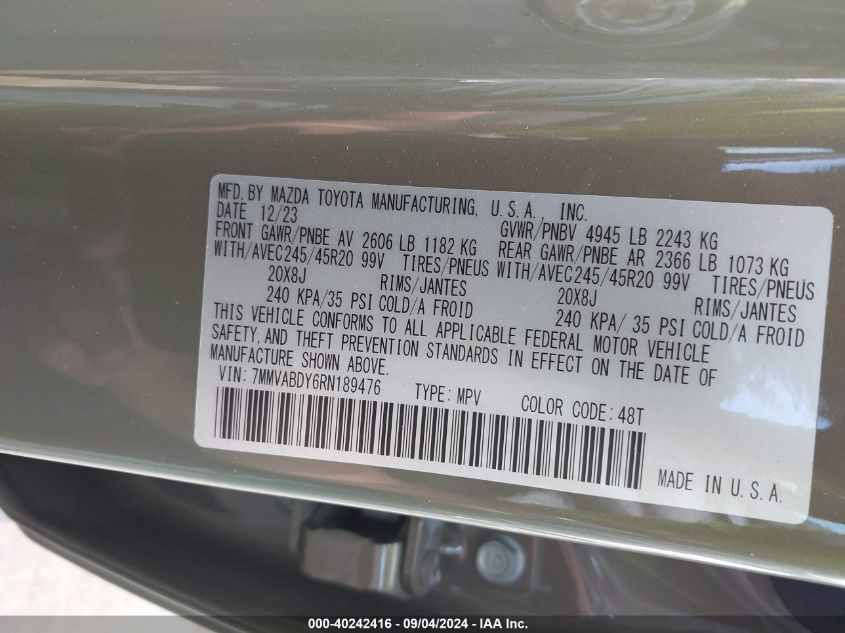 MFD. BY MAZDA TOYOTA MANUFACTURING, U.S.A., INC.
DATE 12/23 GVWR/PNBV 4945 LB 2243 KG
FRONT GAWR/PNBE AV 2606 LB 1182 KG REAR GAWR/PNBE AR 2366 LB 1073 KG
WITH/AVEC245/45R20 99V TIRES/PNEUS WITH/AVEC245/45R20 99V TIRES/PNEUS
20X8J RIMS/JANTES 20X8J RIMS/JANTES
240 KPA/35 PSI COLD/A FROID 240 KPA/ 35 PSI COLD/A FROID
THIS VEHICLE CONFORMS TO ALL APPLICABLE FEDERAL MOTOR VEHICLE
SAFETY, AND THEFT PREVENTION STANDARDS IN EFFECT ON THE DATE OF
MANUFACTURE SHOWN ABOVE.
VIN: 7MMVABDY6RN189476 TYPE: MPV COLOR CODE: 48T
MADE IN U.S.A.
000-40242416 - 09/04/2024 - IAA Inc.